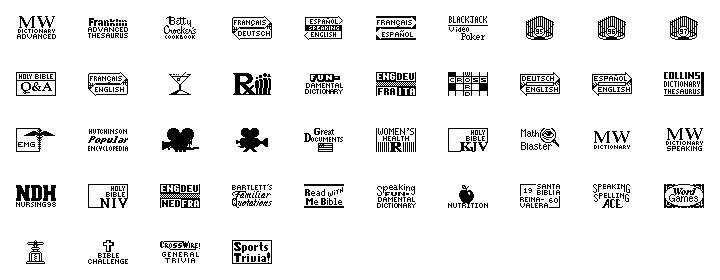 MW
DICTIONARY
ADVANCED
Franklin
ADVANCED
THESAURUS
Betty
Crocker's
COOKBOOK
FRANÇAIS
DEUTSCH
ESPAÑOL
SPEAKING
ENGLISH
FRANÇAIS
ESPAÑOL
BLACKJACK
Video
Poker
95
96
97
HOLY BIBLE
Q&A
FRANÇAIS
ENGLISH
R
FUN-
DAMENTAL
DICTIONARY
ENG DEU
FRA ITA
CROSS
WORD
DEUTSCH
ENGLISH
ESPAÑOL
ENGLISH
COLLINS
DICTIONARY
THESAURUS
EMG
HUTCHINSON
Popular
ENCYCLOPEDIA
Great
Documents
WOMEN'S
HEALTH
R
HOLY
BIBLE
KJV
Math
Blaster
MW
DICTIONARY
MW
DICTIONARY
SPEAKING
NDH
NURSING98
HOLY
BIBLE
NIV
ENG DEU
NED FRA
BARTLETT'S
Familiar
Quotations
Read with
Me Bible
Speaking
FUN-
DAMENTAL
DICTIONARY
NUTRITION
19 SANTA
BIBLIA
REINA- 60
VALERA
SPEAKING
SPELLING
ACE
Word
Games
BIBLE
CHALLENGE
CROSSWIRE!
GENERAL
TRIVIA
Sports
Trivia!